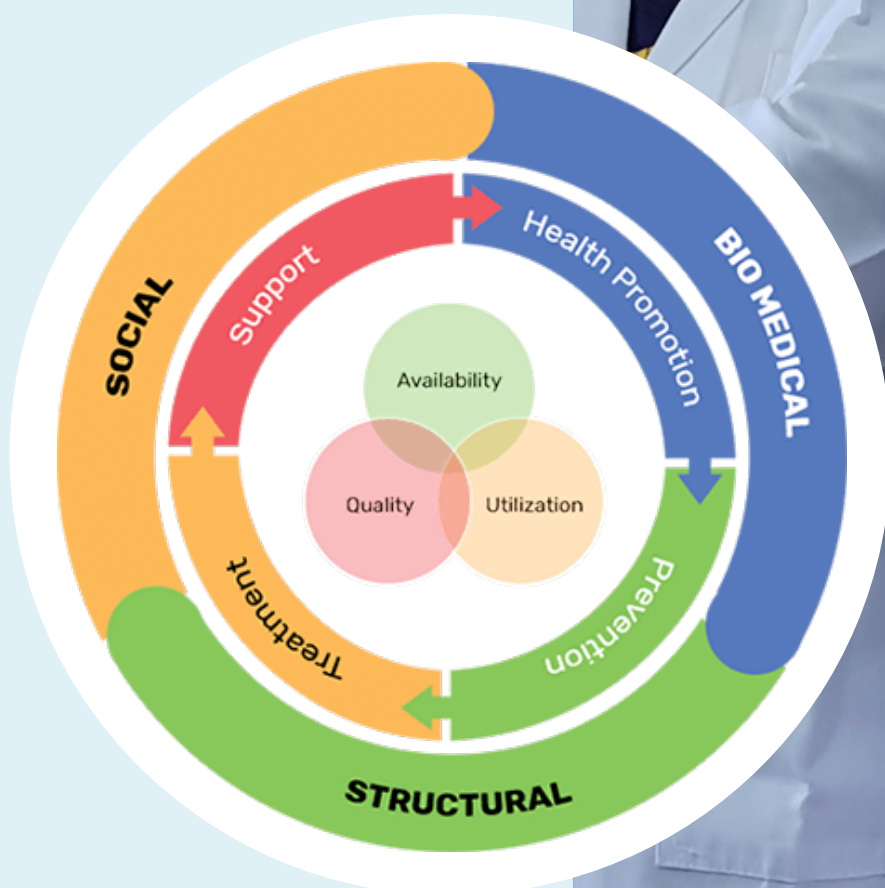 SOCIAL
BIO MEDICAL
STRUCTURAL
Support
Health Promotion
Prevention
Treatment
Availability
Quality
Utilization